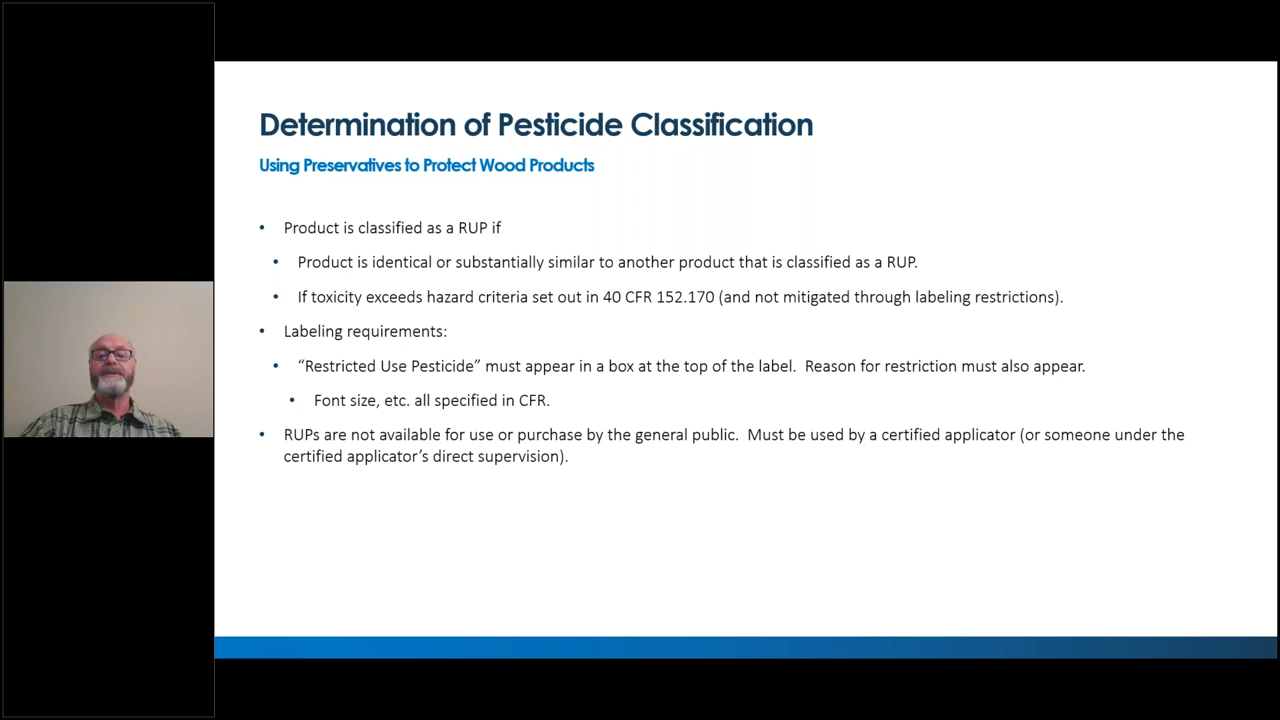 Determination of Pesticide Classification
Using Preservatives to Protect Wood Products
• Product is classified as a RUP if
• Product is identical or substantially similar to another product that is classified as a RUP.
• If toxicity exceeds hazard criteria set out in 40 CFR 152.170 (and not mitigated through labeling restrictions).
• Labeling requirements:
• “Restricted Use Pesticide” must appear in a box at the top of the label.  Reason for restriction must also appear.
• Font size, etc. all specified in CFR.
• RUPs are not available for use or purchase by the general public.  Must be used by a certified applicator (or someone under the
certified applicator’s direct supervision).